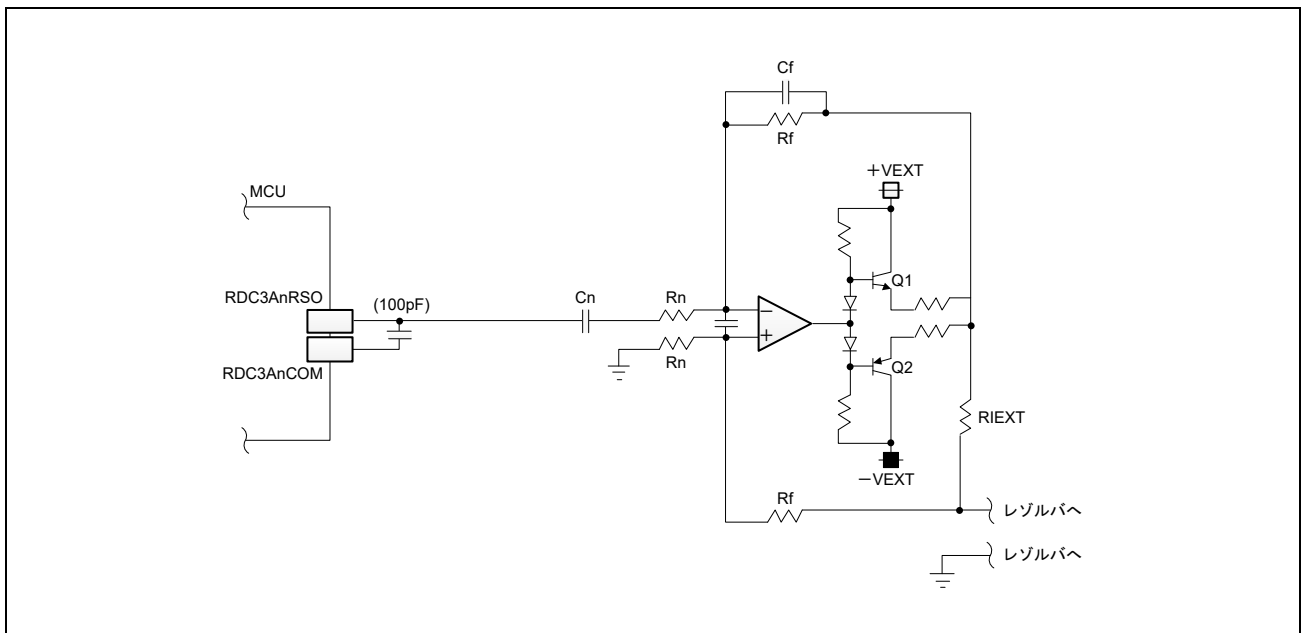 Cf
Rf
+VEXT
MCU
Q1
RDC3AnRSO
(100pF)
Cn
Rn
−
+
Rn
RDC3AnCOM
Q2
RIEXT
−VEXT
Rf
レゾルバへ
レゾルバへ